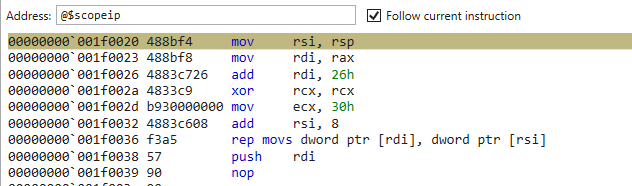 Address: @$scopeip Follow current instruction
00000000`001f0020 488bf4 mov rsi, rsp
00000000`001f0023 488bf8 mov rdi, rax
00000000`001f0026 4883c726 add rdi, 26h
00000000`001f002a 4833c9 xor rcx, rcx
00000000`001f002d b930000000 mov ecx, 30h
00000000`001f0032 4883c608 add rsi, 8
00000000`001f0036 f3a5 rep movs dword ptr [rdi], dword ptr [rsi]
00000000`001f0038 57 push rdi
00000000`001f0039 90 nop